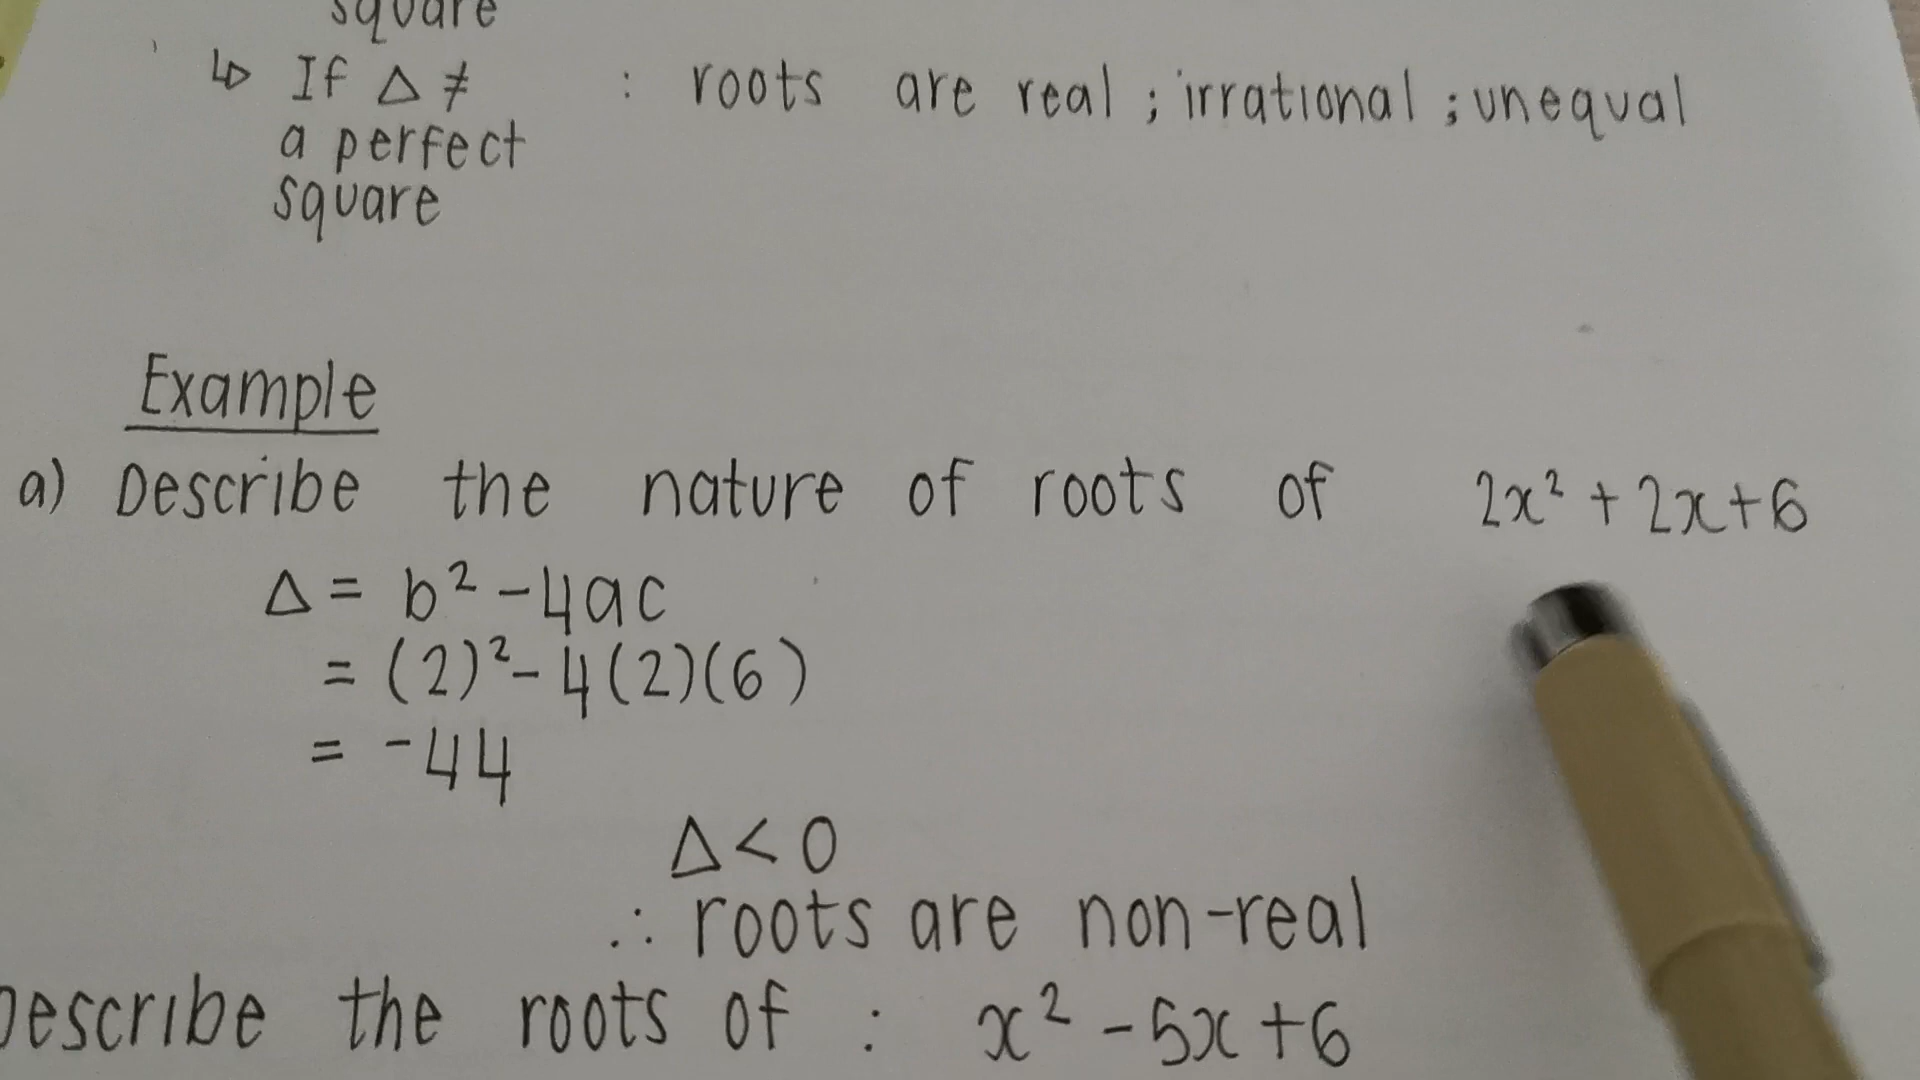 square
↳ If Δ ≠ : roots are real ; irrational ; unequal
a perfect
square
Example
a) Describe the nature of roots of 2x² + 2x + 6
Δ = b² - 4ac
= (2)² - 4(2)(6)
= -44
Δ < 0
∴ roots are non-real
Describe the roots of : x² - 5x + 6